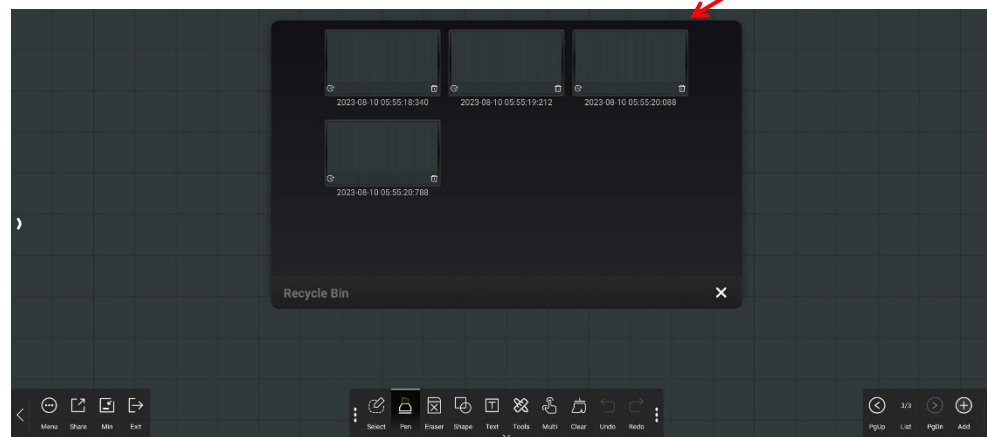 2023-08-10 05:55:18:340 2023-08-10 05:55:19:212 2023-08-10 05:55:20:088
2023-08-10 05:55:20:788
Recycle Bin
Menu Share Min Exit Select Pen Eraser Shape Text Tools Multi Clear Undo Redo 3/3 PgUp List PgDn Add